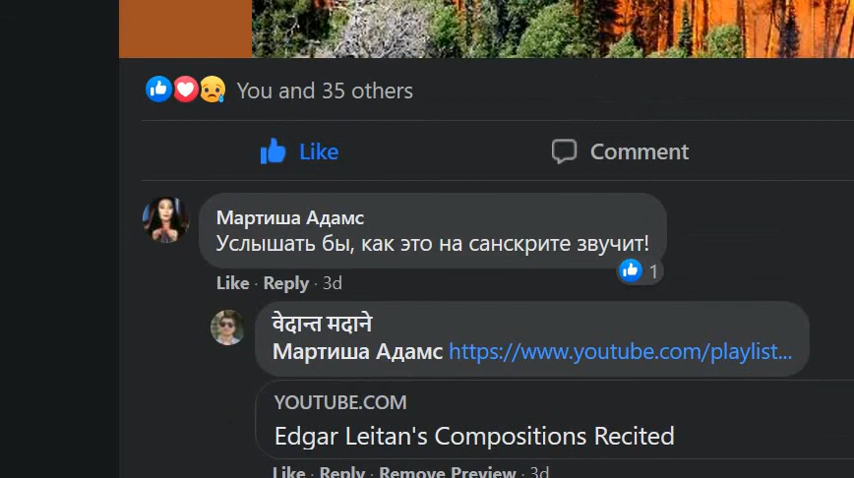 You and 35 others
Like
Comment
Мартиша Адамс
Услышать бы, как это на санскрите звучит!
1
Like · Reply · 3d
वेदान्त मदाने
Мартиша Адамс https://www.youtube.com/playlist...
YOUTUBE.COM
Edgar Leitan's Compositions Recited
Like · Reply · Remove Preview · 3d